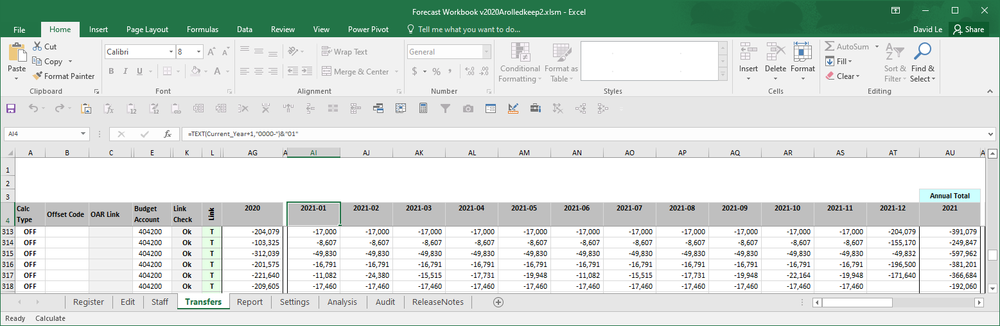 Forecast Workbook v2020Arolledkeep2.xlsm - Excel
File Home Insert Page Layout Formulas Data Review View Power Pivot Tell me what you want to do... David Le Share
Paste Cut Copy Format Painter Clipboard
Calibri 8 B I U A Font
Wrap Text Merge & Center Alignment
General $ % , Number
Conditional Formatting Format as Table Styles
Insert Delete Format Cells
AutoSum Fill Clear Sort & Filter Find & Select Editing
AI4 fx =TEXT(Current_Year+1,"0000-")&"01"
A B C E K L AG A AI AJ AK AL AM AN AO AP AQ AR AS AT AU A
1
2
3 Annual Total
4 Calc Type Offset Code OAR Link Budget Account Link Check Link 2020 2021-01 2021-02 2021-03 2021-04 2021-05 2021-06 2021-07 2021-08 2021-09 2021-10 2021-11 2021-12 2021
313 OFF 404200 Ok T -204,079 -17,000 -17,000 -17,000 -17,000 -17,000 -17,000 -17,000 -17,000 -17,000 -17,000 -17,000 -204,079 -391,079
314 OFF 404200 Ok T -103,325 -8,607 -8,607 -8,607 -8,607 -8,607 -8,607 -8,607 -8,607 -8,607 -8,607 -8,607 -155,170 -249,847
315 OFF 404200 Ok T -312,039 -49,830 -49,830 -49,830 -49,830 -49,830 -49,830 -49,830 -49,830 -49,830 -49,830 -49,830 -49,832 -597,962
316 OFF 404200 Ok T -201,575 -16,791 -16,791 -16,791 -16,791 -16,791 -16,791 -16,791 -16,791 -16,791 -16,791 -16,791 -196,500 -381,201
317 OFF 404200 Ok T -221,640 -11,082 -24,380 -15,515 -17,731 -19,948 -11,082 -15,515 -17,731 -19,948 -22,164 -19,948 -171,640 -366,684
318 OFF 404200 Ok T -209,605 -17,460 -17,460 -17,460 -17,460 -17,460 -17,460 -17,460 -17,460 -17,460 -17,460 -17,460 -192,060
Register Edit Staff Transfers Report Settings Analysis Audit ReleaseNotes
Ready Calculate